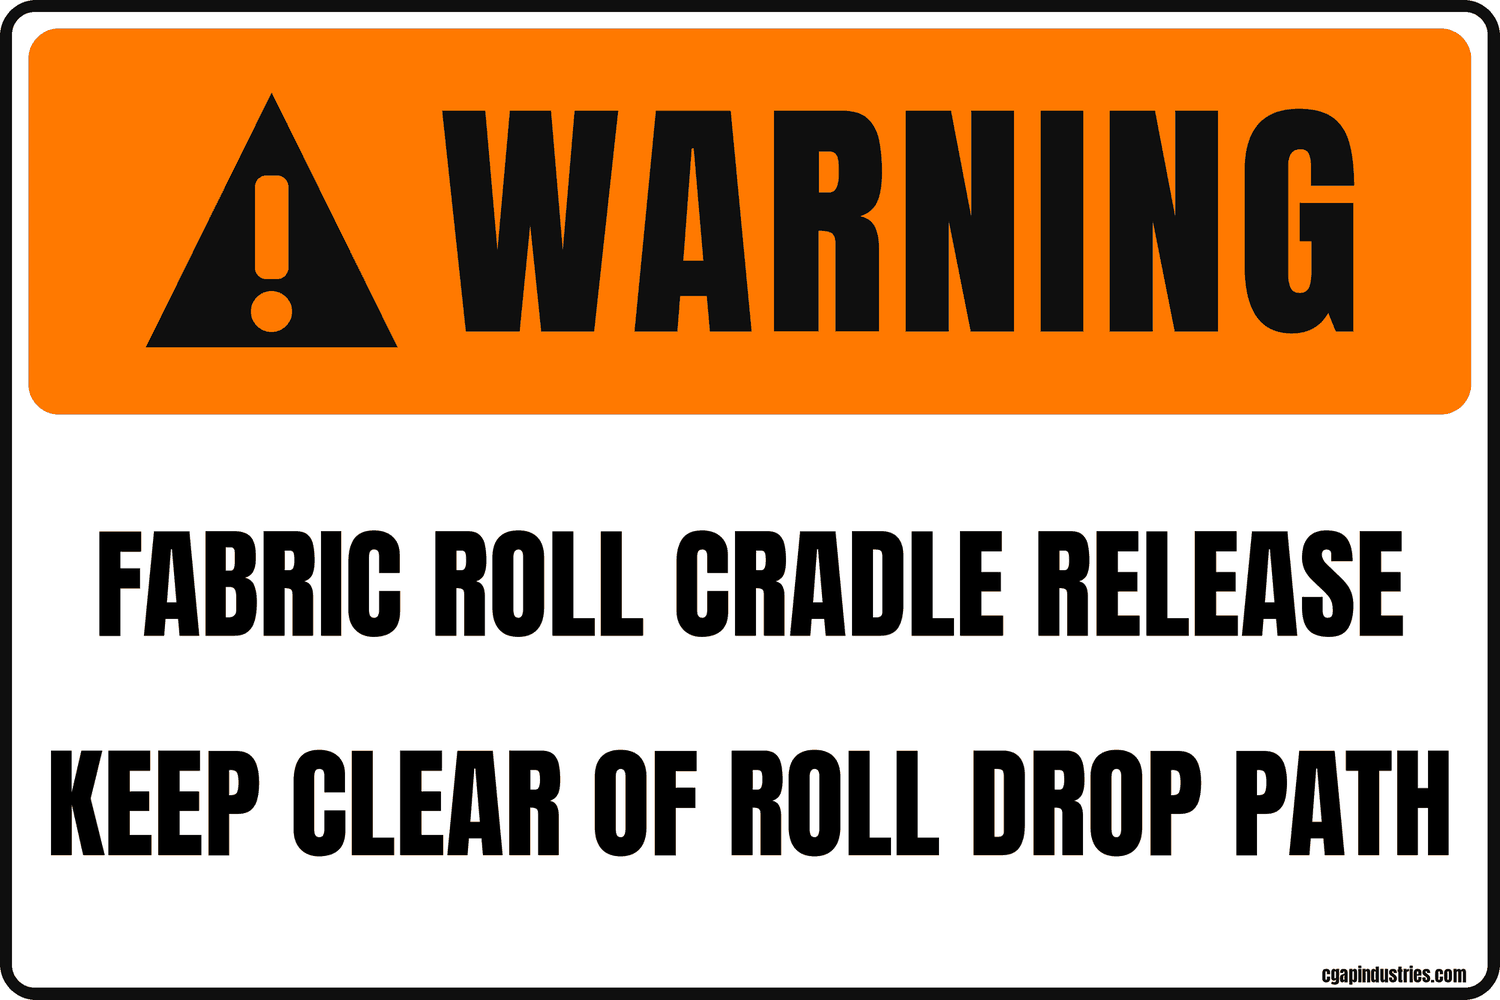 WARNING
FABRIC ROLL CRADLE RELEASE
KEEP CLEAR OF ROLL DROP PATH
cgapindustries.com